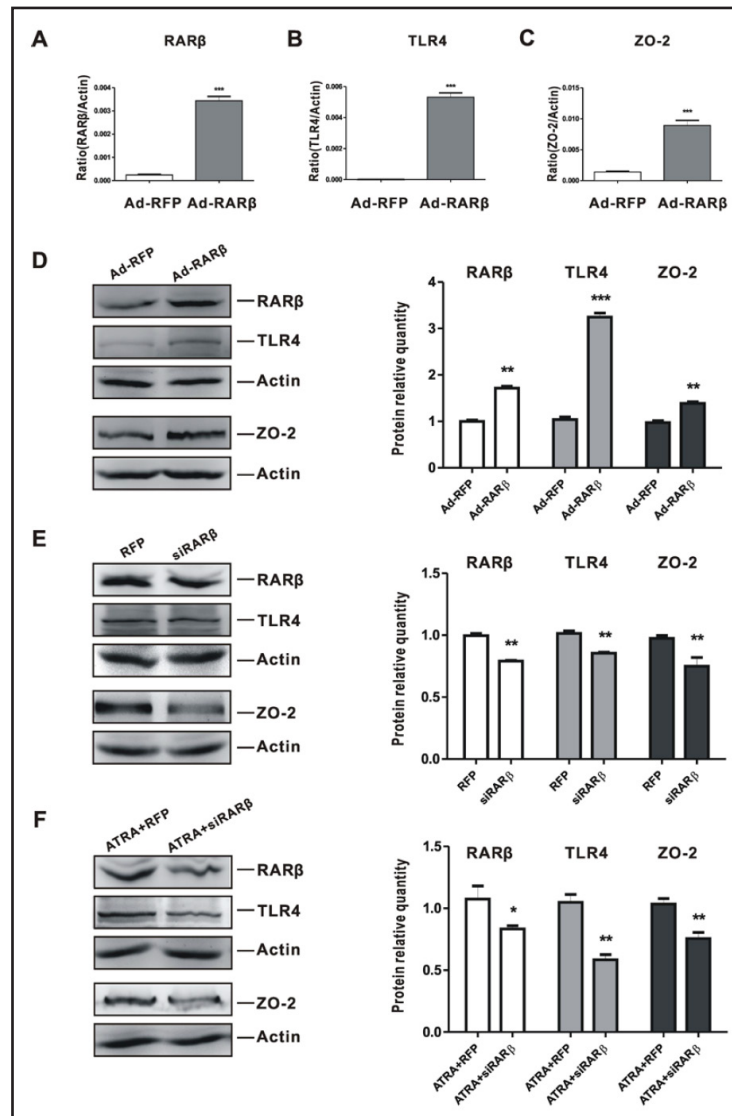 A
RARβ
Ratio(RARβ/Actin)
0.004
0.003
0.002
0.001
0.000
***
Ad-RFP
Ad-RARβ
B
TLR4
Ratio(TLR4/Actin)
0.006
0.004
0.002
0.000
***
Ad-RFP
Ad-RARβ
C
ZO-2
Ratio(ZO-2/Actin)
0.015
0.010
0.005
0.000
***
Ad-RFP
Ad-RARβ
D
Ad-RFP
Ad-RARβ
RARβ
TLR4
Actin
ZO-2
Actin
Protein relative quantity
4
3
2
1
0
RARβ
TLR4
ZO-2
**
***
**
Ad-RFP
Ad-RARβ
Ad-RFP
Ad-RARβ
Ad-RFP
Ad-RARβ
E
RFP
siRARβ
RARβ
TLR4
Actin
ZO-2
Actin
Protein relative quantity
1.5
1.0
0.5
0.0
RARβ
TLR4
ZO-2
**
**
**
RFP
siRARβ
RFP
siRARβ
RFP
siRARβ
F
ATRA+RFP
ATRA+siRARβ
RARβ
TLR4
Actin
ZO-2
Actin
Protein relative quantity
1.5
1.0
0.5
0.0
RARβ
TLR4
ZO-2
*
**
**
ATRA+RFP
ATRA+siRARβ
ATRA+RFP
ATRA+siRARβ
ATRA+RFP
ATRA+siRARβ